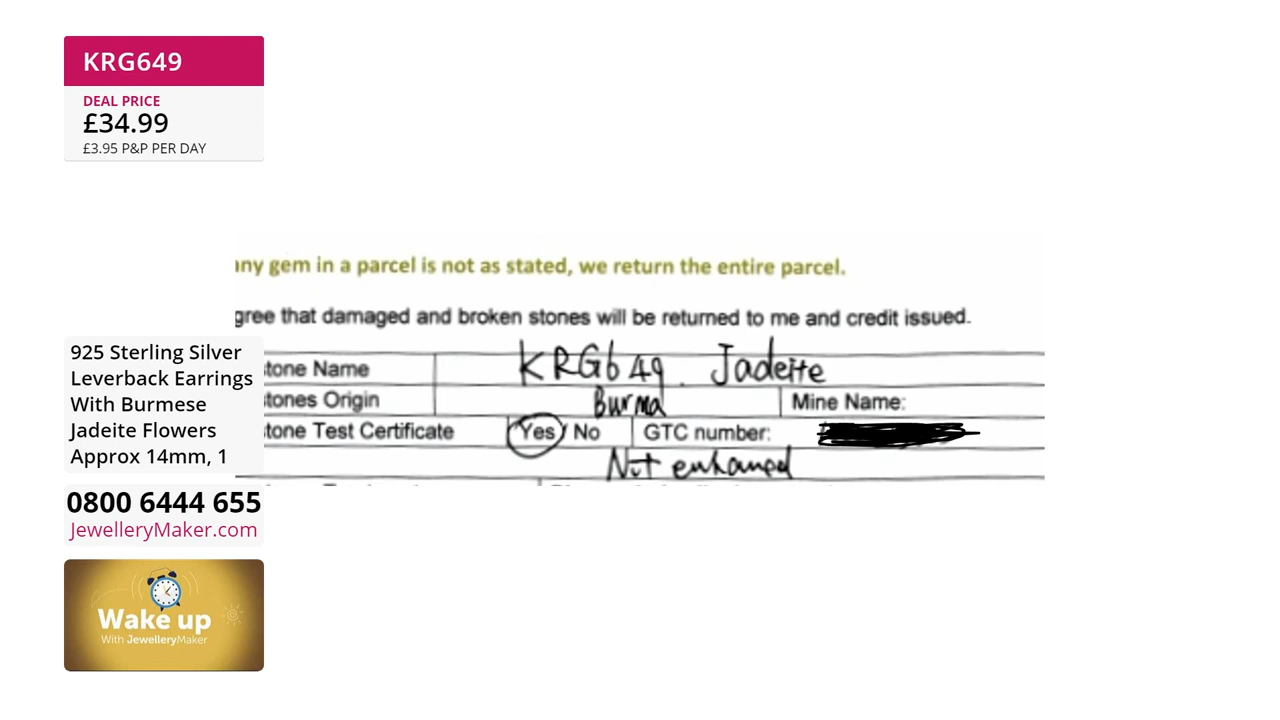 KRG649
DEAL PRICE
£34.99
£3.95 P&P PER DAY
any gem in a parcel is not as stated, we return the entire parcel.
gree that damaged and broken stones will be returned to me and credit issued.
tone Name KRG649. Jadeite
tones Origin Burma Mine Name:
tone Test Certificate Yes / No GTC number:
Not enhanced
925 Sterling Silver
Leverback Earrings
With Burmese
Jadeite Flowers
Approx 14mm, 1
0800 6444 655
JewelleryMaker.com
Wake up
With JewelleryMaker